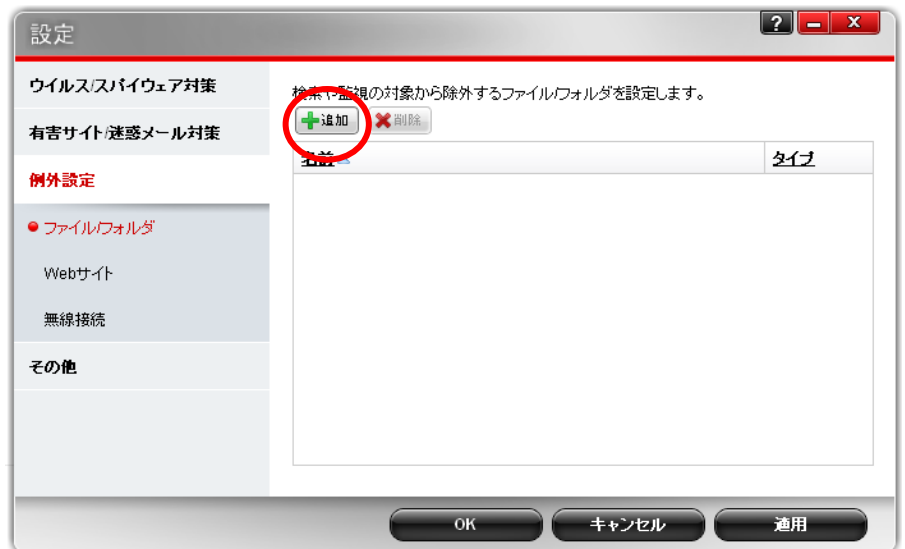 設定
? － X
ウイルス/スパイウェア対策
有害サイト/迷惑メール対策
例外設定
ファイル/フォルダ
Webサイト
無線接続
その他
検索や監視の対象から除外するファイル/フォルダを設定します。
追加 削除
名前 タイプ
OK キャンセル 適用